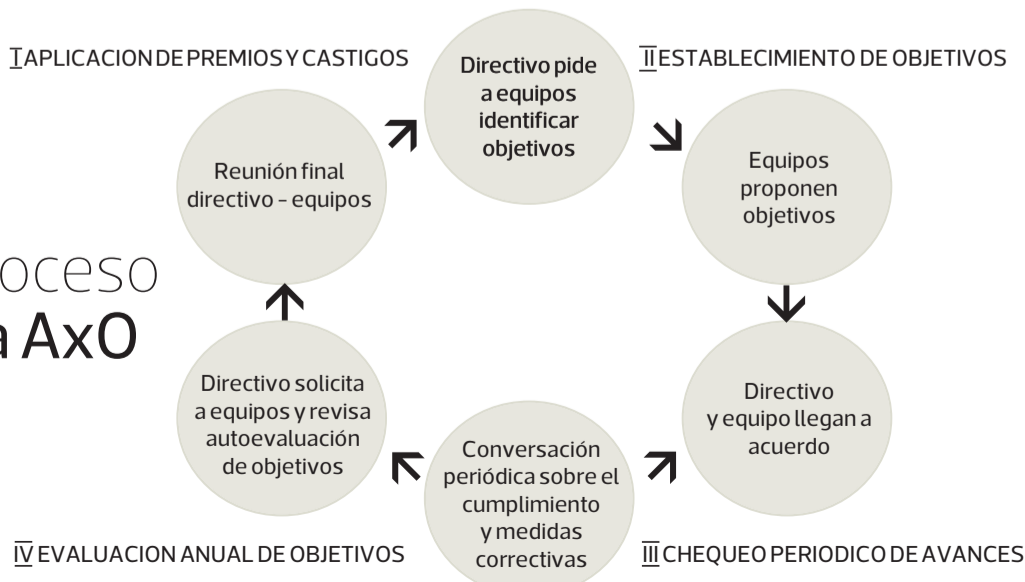 I APLICACION DE PREMIOS Y CASTIGOS
Directivo pide
a equipos
identificar
objetivos
II ESTABLECIMIENTO DE OBJETIVOS
Reunión final
directivo - equipos
Equipos
proponen
objetivos
oceso
a AxO
Directivo solicita
a equipos y revisa
autoevaluación
de objetivos
Conversación
periódica sobre el
cumplimiento
y medidas
correctivas
Directivo
y equipo llegan a
acuerdo
IV EVALUACION ANUAL DE OBJETIVOS
III CHEQUEO PERIODICO DE AVANCES